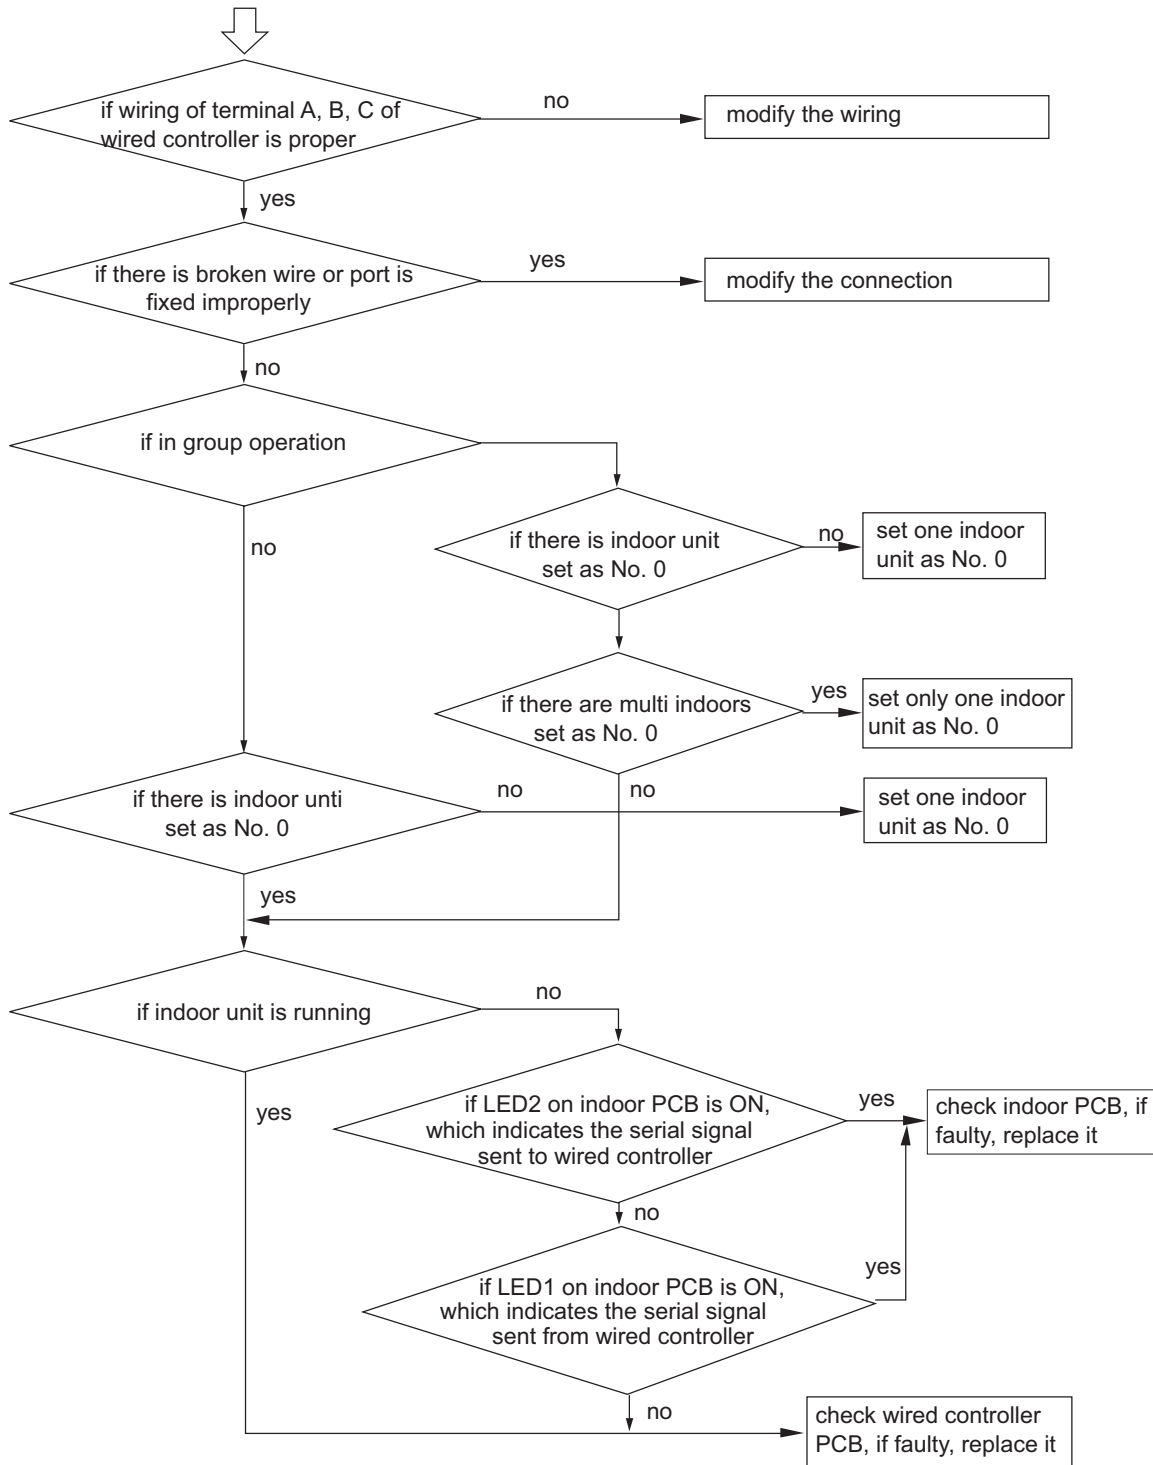 if wiring of terminal A, B, C of
wired controller is proper
no
modify the wiring
yes
if there is broken wire or port is
fixed improperly
yes
modify the connection
no
if in group operation
no
if there is indoor unit
set as No. 0
no
set one indoor
unit as No. 0
if there are multi indoors
set as No. 0
yes
set only one indoor
unit as No. 0
if there is indoor unti
set as No. 0
no
no
set one indoor
unit as No. 0
yes
if indoor unit is running
no
yes
if LED2 on indoor PCB is ON,
which indicates the serial signal
sent to wired controller
yes
check indoor PCB, if
faulty, replace it
no
if LED1 on indoor PCB is ON,
which indicates the serial signal
sent from wired controller
yes
no
check wired controller
PCB, if faulty, replace it